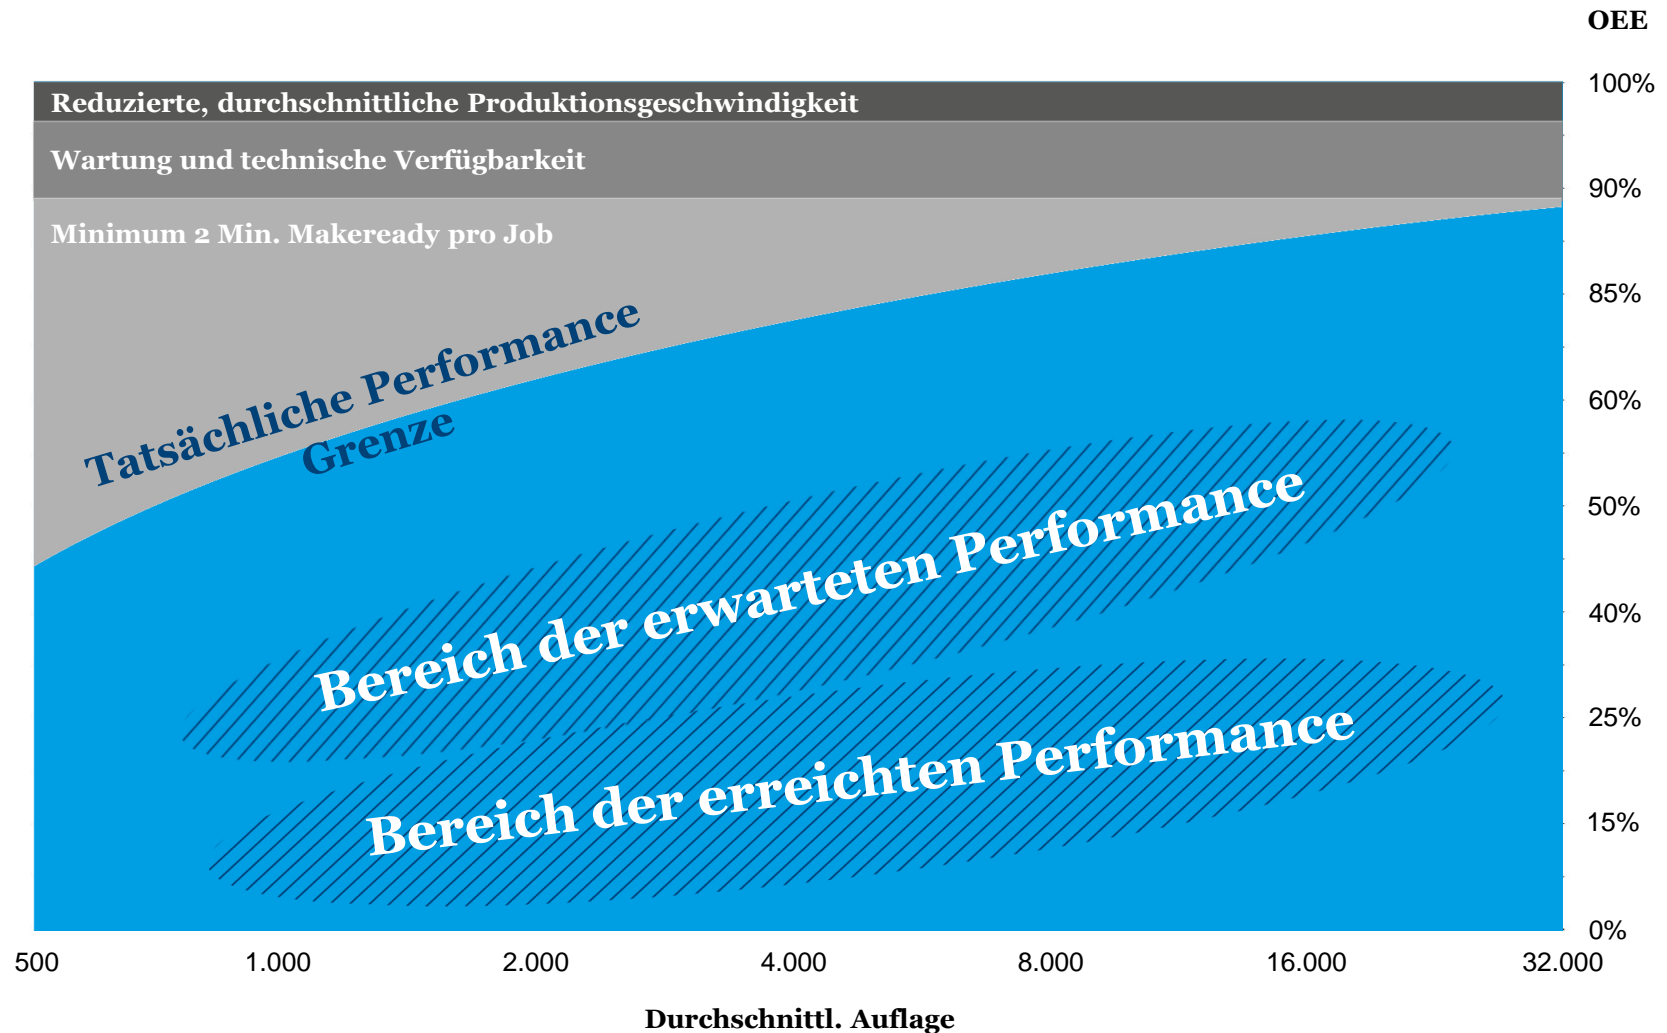 OEE
Reduzierte, durchschnittliche Produktionsgeschwindigkeit
Wartung und technische Verfügbarkeit
Minimum 2 Min. Makeready pro Job
Tatsächliche Performance
Grenze
Bereich der erwarteten Performance
Bereich der erreichten Performance
100%
90%
85%
60%
50%
40%
25%
15%
0%
500 1.000 2.000 4.000 8.000 16.000 32.000
Durchschnittl. Auflage